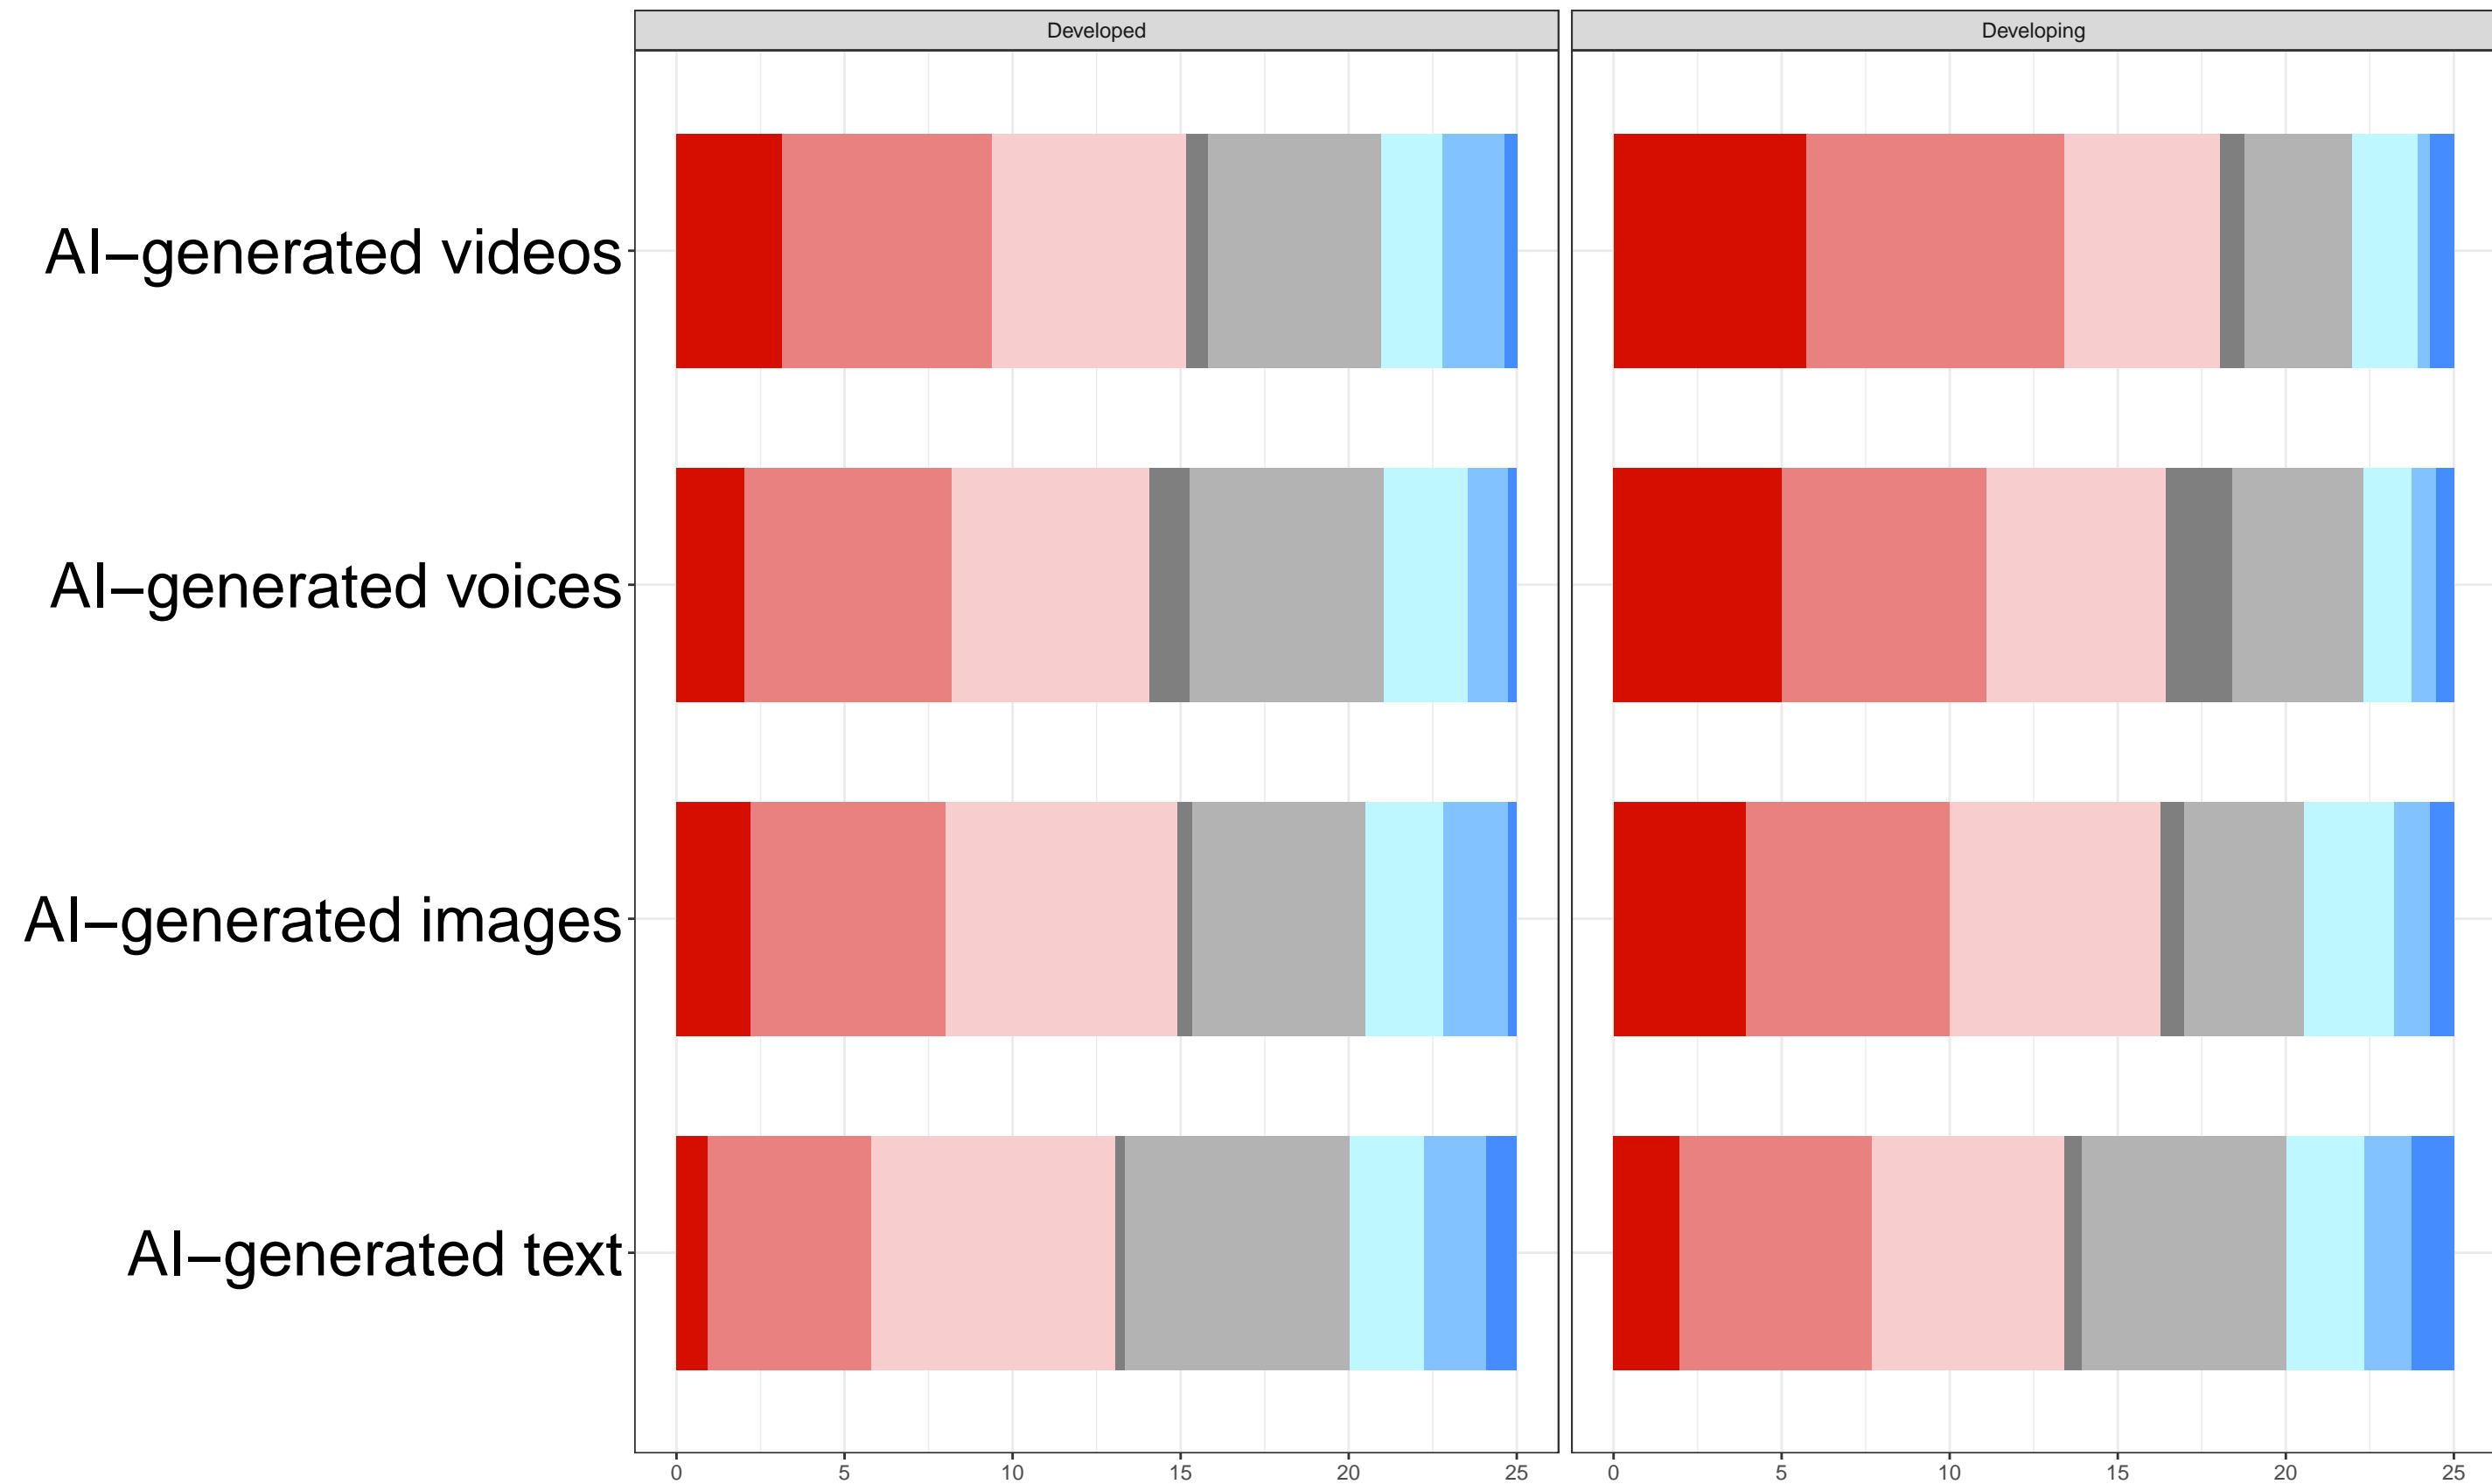 Developed
Developing
AI−generated videos
AI−generated voices
AI−generated images
AI−generated text
0 5 10 15 20 25
0 5 10 15 20 25